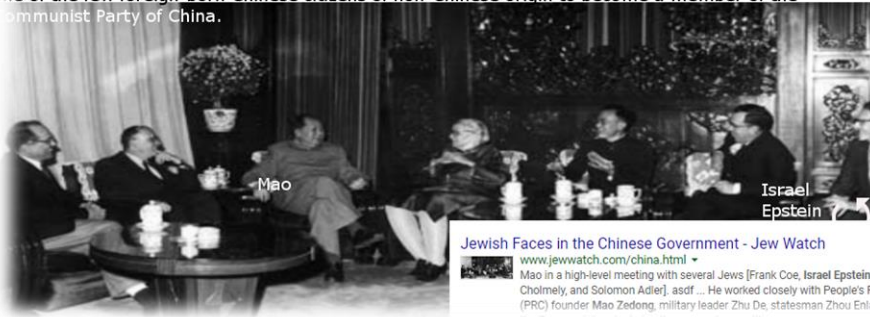 ommunist Party of China.
Mao
Israel
Epstein
Jewish Faces in the Chinese Government - Jew Watch
www.jewwatch.com/china.html
Mao in a high-level meeting with several Jews [Frank Coe, Israel Epstein
Cholmely, and Solomon Adler]. asdf ... He worked closely with People's R
(PRC) founder Mao Zedong, military leader Zhu De, statesman Zhou Enl